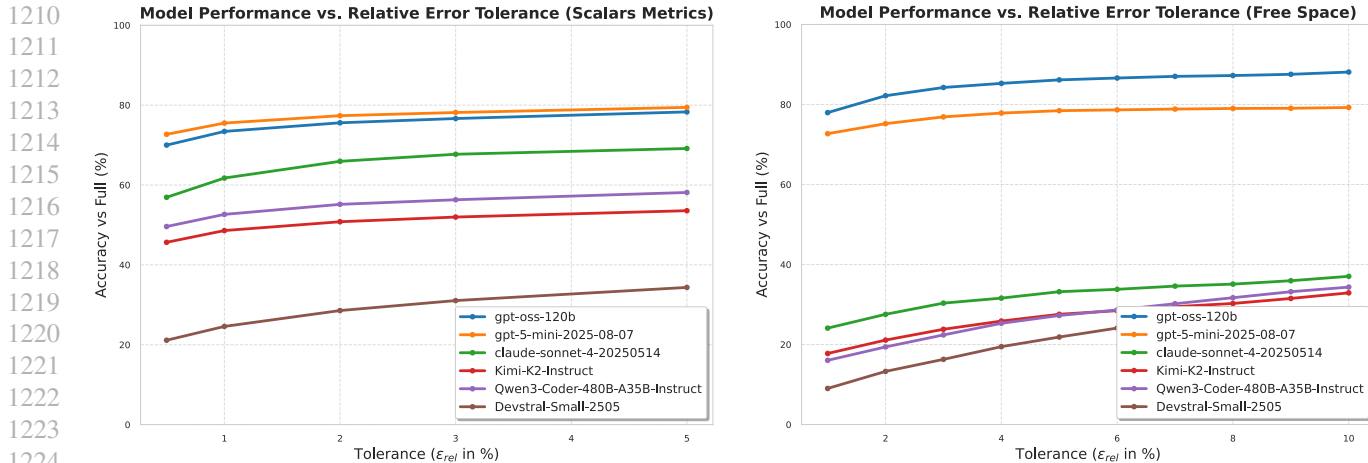 1210
1211
1212
1213
1214
1215
1216
1217
1218
1219
1220
1221
1222
1223
1224
Model Performance vs. Relative Error Tolerance (Scalars Metrics)
100
80
60
40
20
0
Accuracy vs Full (%)
1 2 3 4 5
Tolerance (ε_rel in %)
gpt-oss-120b
gpt-5-mini-2025-08-07
claude-sonnet-4-20250514
Kimi-K2-Instruct
Qwen3-Coder-480B-A35B-Instruct
Devstral-Small-2505
Model Performance vs. Relative Error Tolerance (Free Space)
100
80
60
40
20
0
Accuracy vs Full (%)
2 4 6 8 10
Tolerance (ε_rel in %)
gpt-oss-120b
gpt-5-mini-2025-08-07
claude-sonnet-4-20250514
Kimi-K2-Instruct
Qwen3-Coder-480B-A35B-Instruct
Devstral-Small-2505